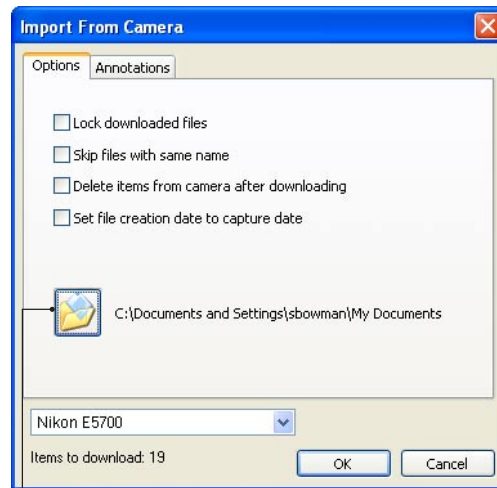 Import From Camera
Options
Annotations
Lock downloaded files
Skip files with same name
Delete items from camera after downloading
Set file creation date to capture date
C:\Documents and Settings\sbowman\My Documents
Nikon E5700
Items to download: 19
OK
Cancel